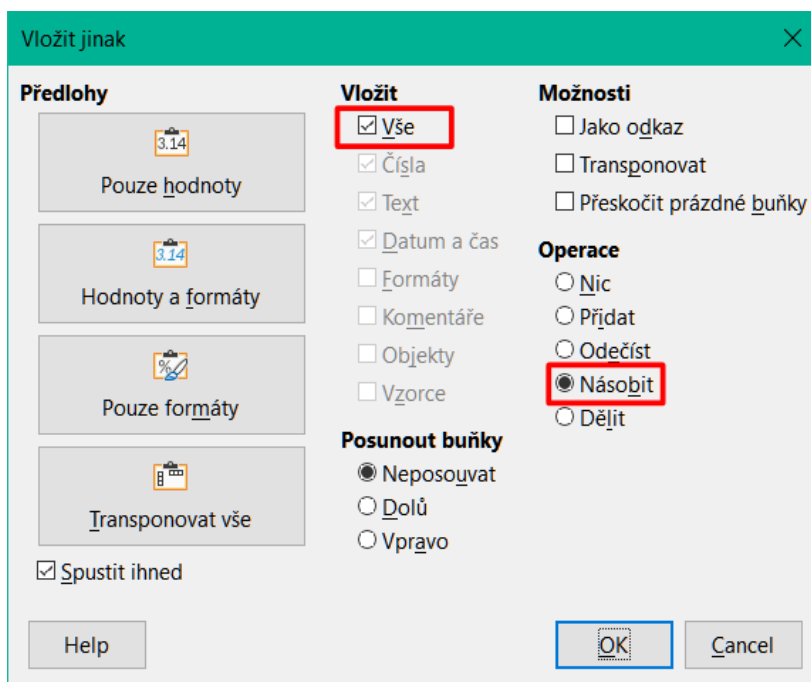 Vložit jinak
Předlohy
3.14
Pouze hodnoty
3.14
Hodnoty a formáty
%
Pouze formáty
Transponovat vše
Spustit ihned
Vložit
Vše
Čísla
Text
Datum a čas
Formáty
Komentáře
Objekty
Vzorce
Posunout buňky
Neposouvat
Dolů
Vpravo
Možnosti
Jako odkaz
Transponovat
Přeskočit prázdné buňky
Operace
Nic
Přidat
Odečíst
Násobit
Dělit
Help
OK
Cancel